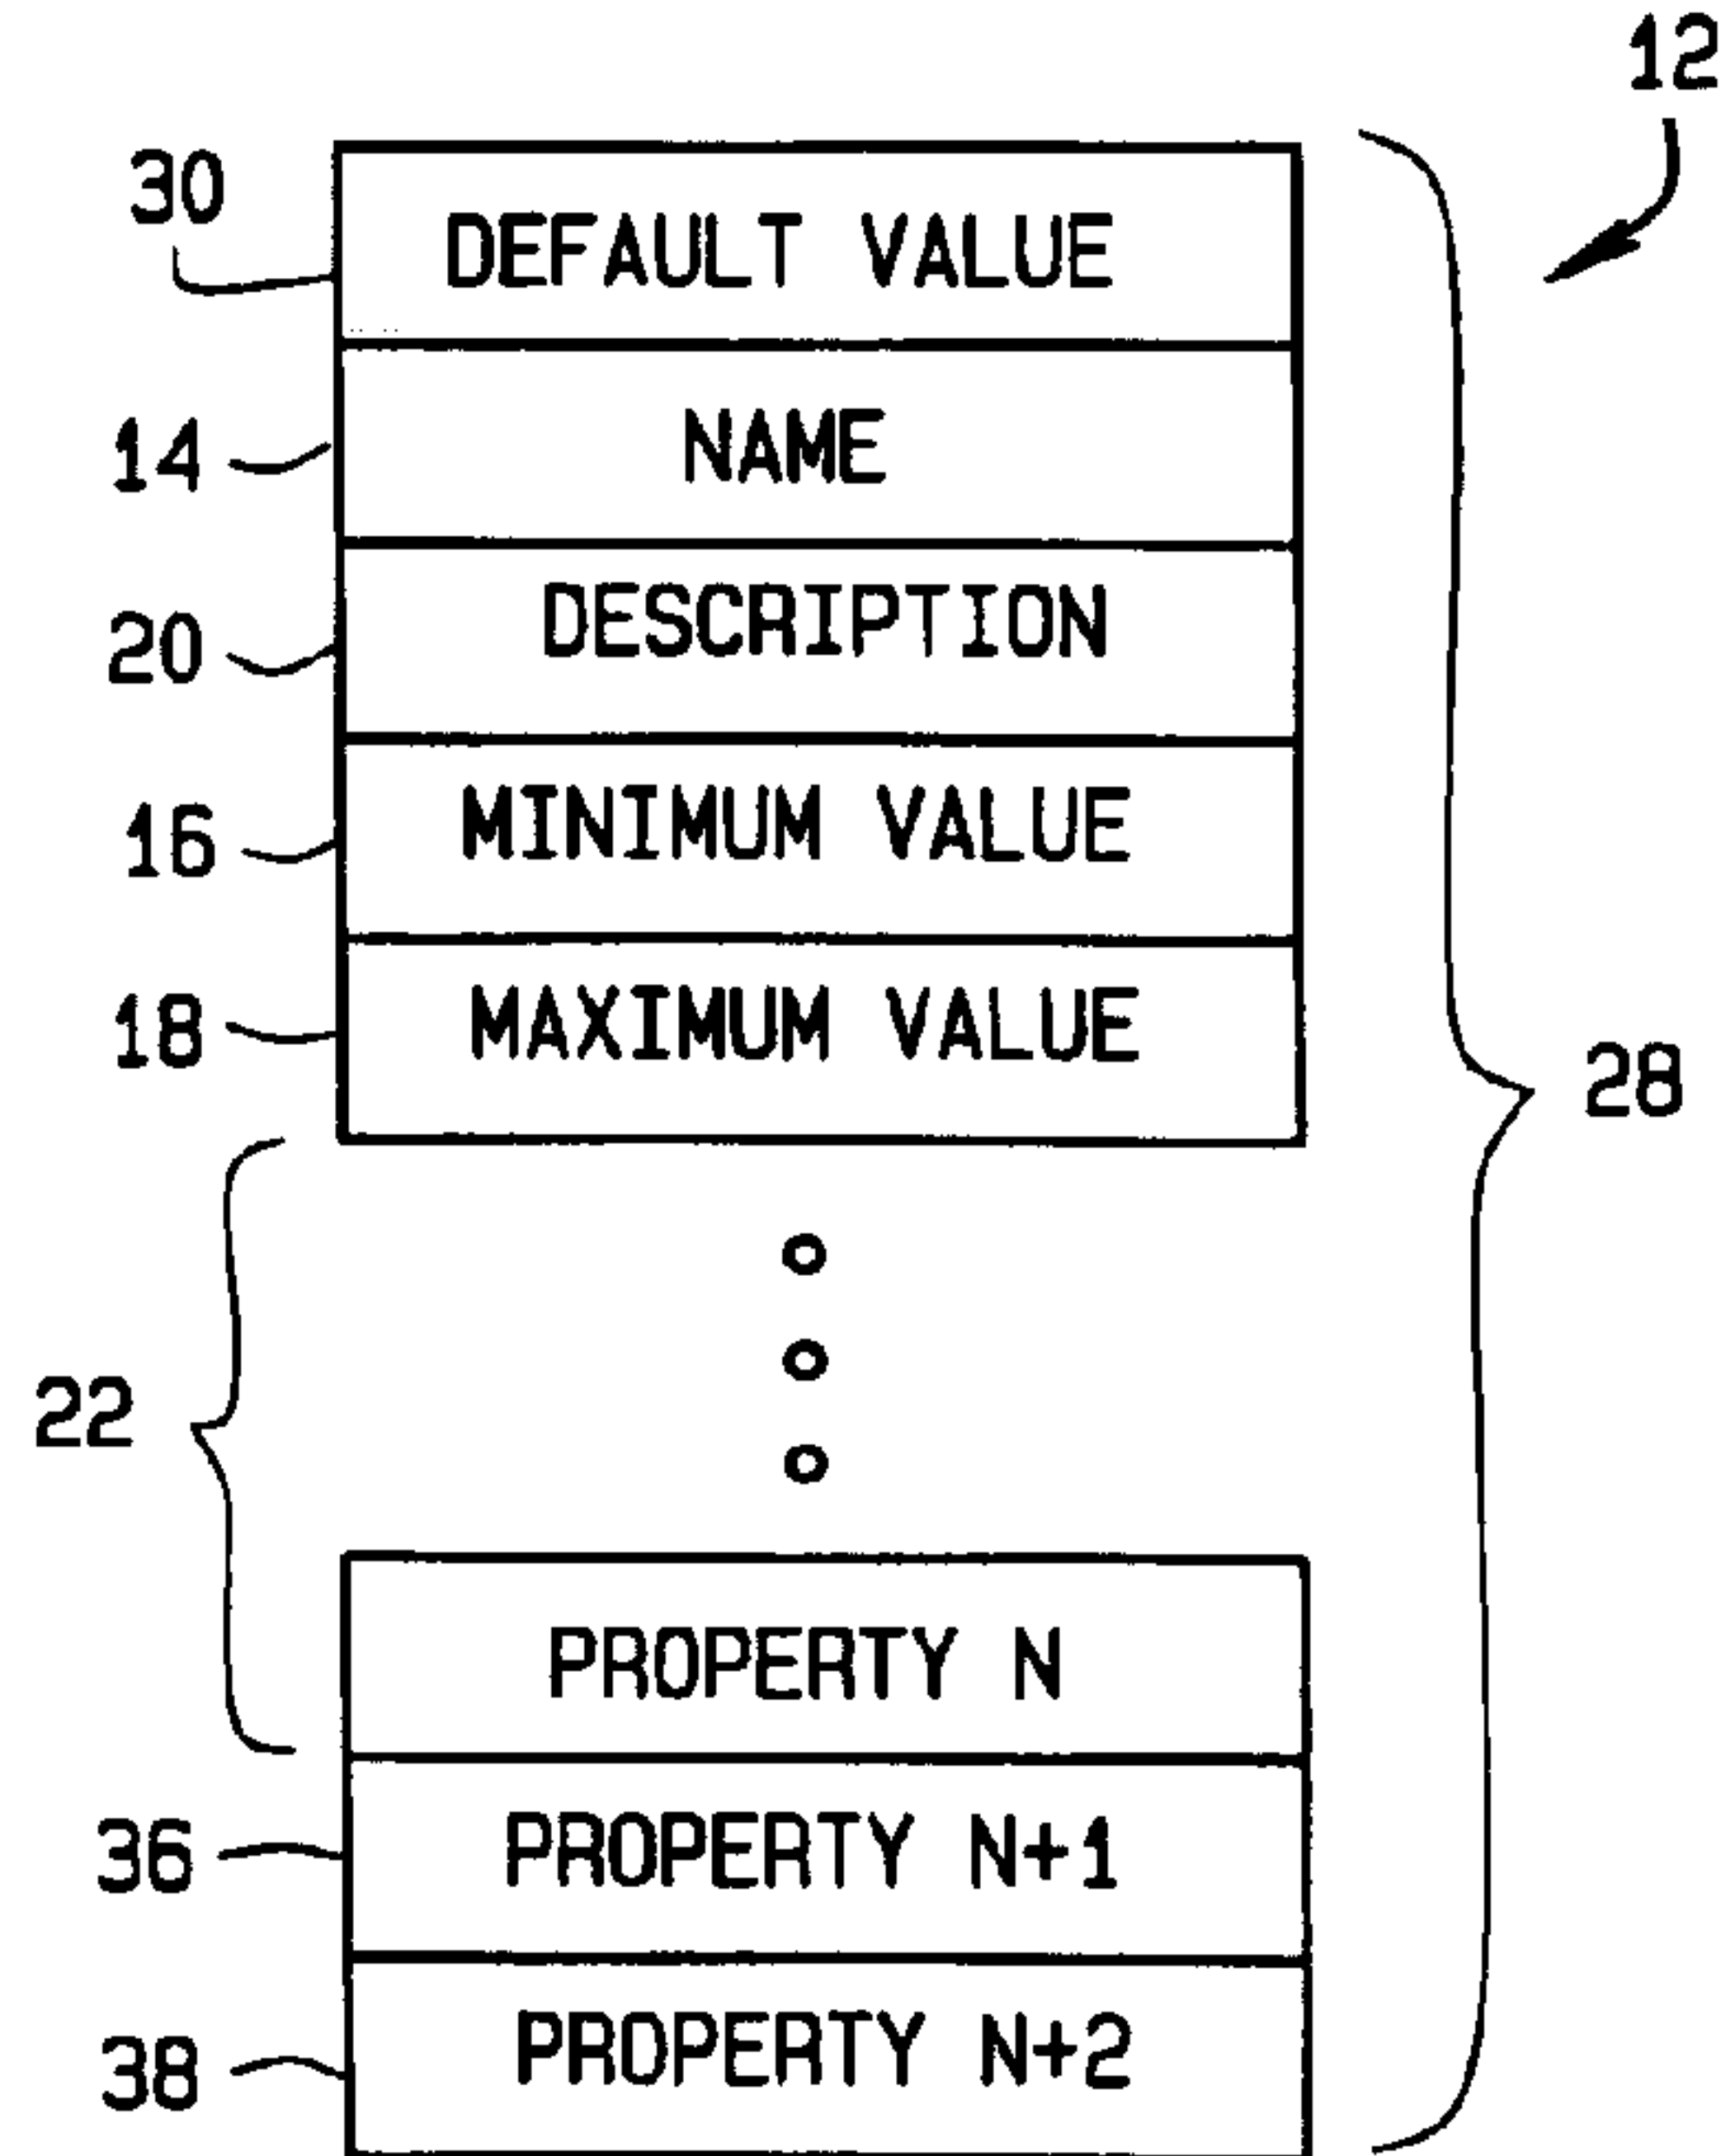 12
30 DEFAULT VALUE
14 NAME
20 DESCRIPTION
16 MINIMUM VALUE
18 MAXIMUM VALUE
28
22
PROPERTY N
36 PROPERTY N+1
38 PROPERTY N+2